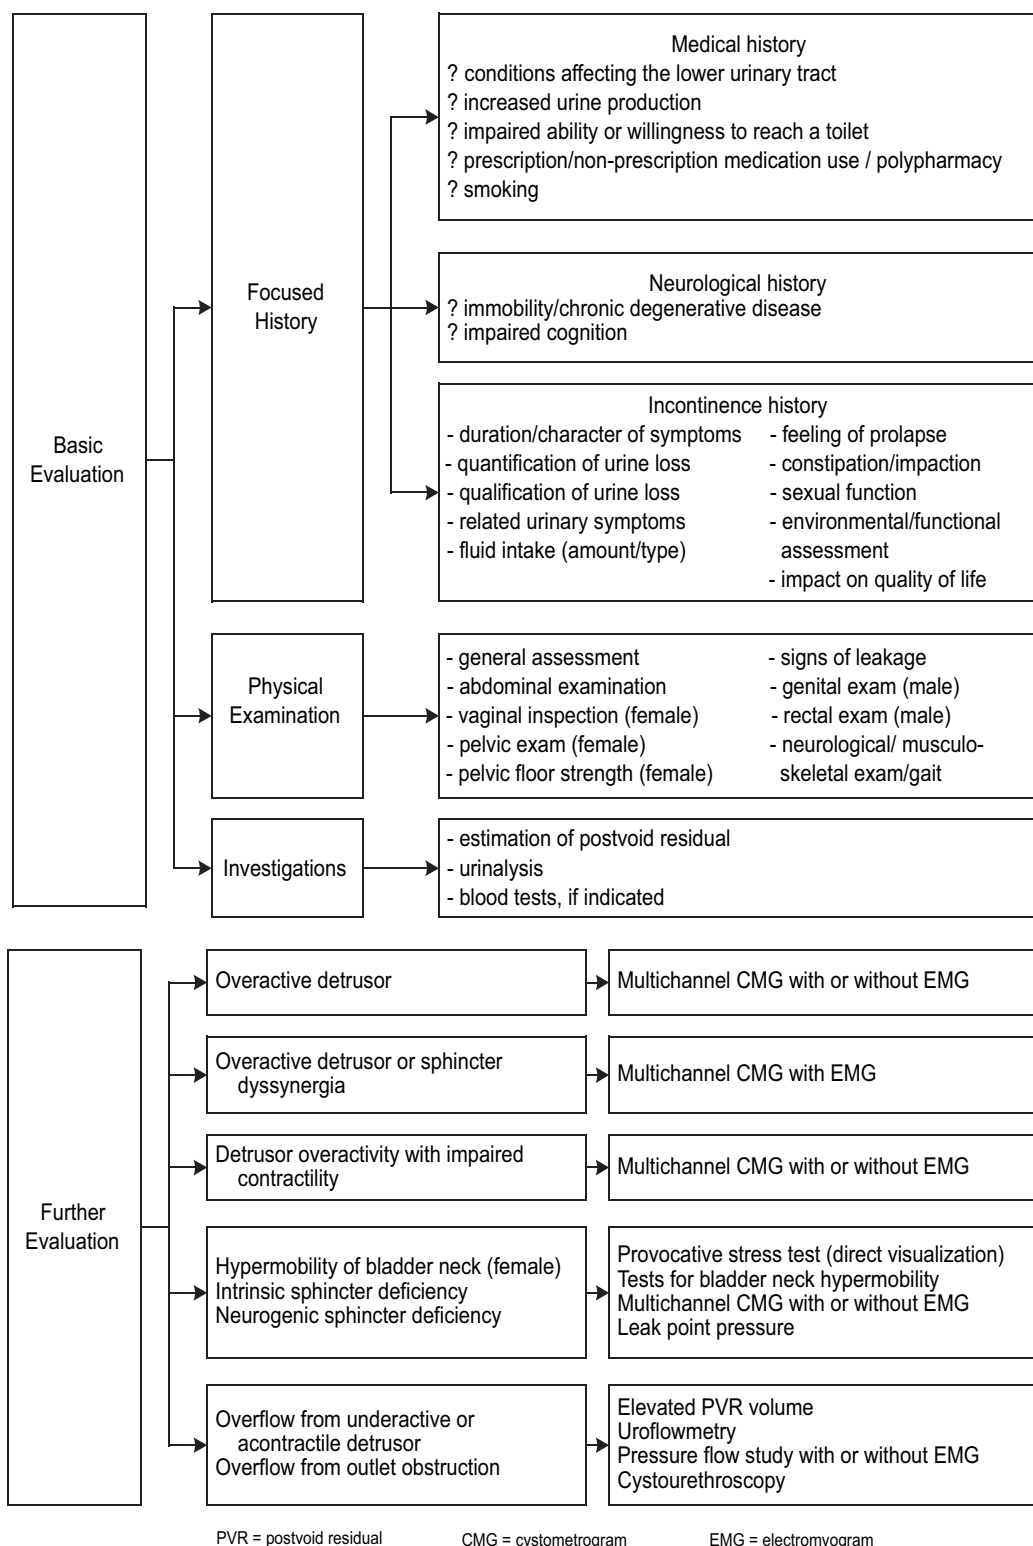 Basic
Evaluation
Focused
History
Medical history
? conditions affecting the lower urinary tract
? increased urine production
? impaired ability or willingness to reach a toilet
? prescription/non-prescription medication use / polypharmacy
? smoking
Neurological history
? immobility/chronic degenerative disease
? impaired cognition
Incontinence history
- duration/character of symptoms
- quantification of urine loss
- qualification of urine loss
- related urinary symptoms
- fluid intake (amount/type)
- feeling of prolapse
- constipation/impaction
- sexual function
- environmental/functional
assessment
- impact on quality of life
Physical
Examination
- general assessment
- abdominal examination
- vaginal inspection (female)
- pelvic exam (female)
- pelvic floor strength (female)
- signs of leakage
- genital exam (male)
- rectal exam (male)
- neurological/ musculo-
skeletal exam/gait
Investigations
- estimation of postvoid residual
- urinalysis
- blood tests, if indicated
Further
Evaluation
Overactive detrusor
Multichannel CMG with or without EMG
Overactive detrusor or sphincter
dyssynergia
Multichannel CMG with EMG
Detrusor overactivity with impaired
contractility
Multichannel CMG with or without EMG
Hypermobility of bladder neck (female)
Intrinsic sphincter deficiency
Neurogenic sphincter deficiency
Provocative stress test (direct visualization)
Tests for bladder neck hypermobility
Multichannel CMG with or without EMG
Leak point pressure
Overflow from underactive or
acontractile detrusor
Overflow from outlet obstruction
Elevated PVR volume
Uroflowmetry
Pressure flow study with or without EMG
Cystourethroscopy
PVR = postvoid residual CMG = cystometrogram EMG = electromyogram